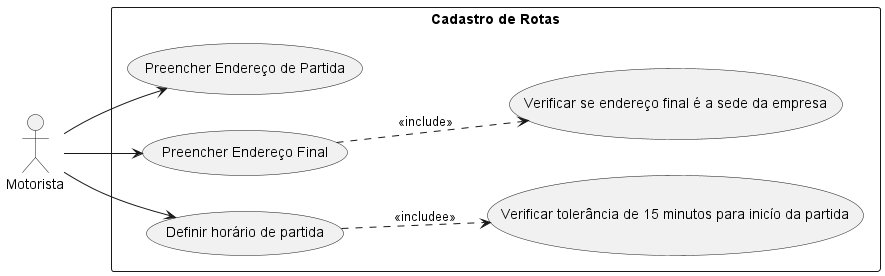 Cadastro de Rotas
Preencher Endereço de Partida
Verificar se endereço final é a sede da empresa
«include»
Preencher Endereço Final
Motorista
Verificar tolerância de 15 minutos para inicío da partida
«includee»
Definir horário de partida